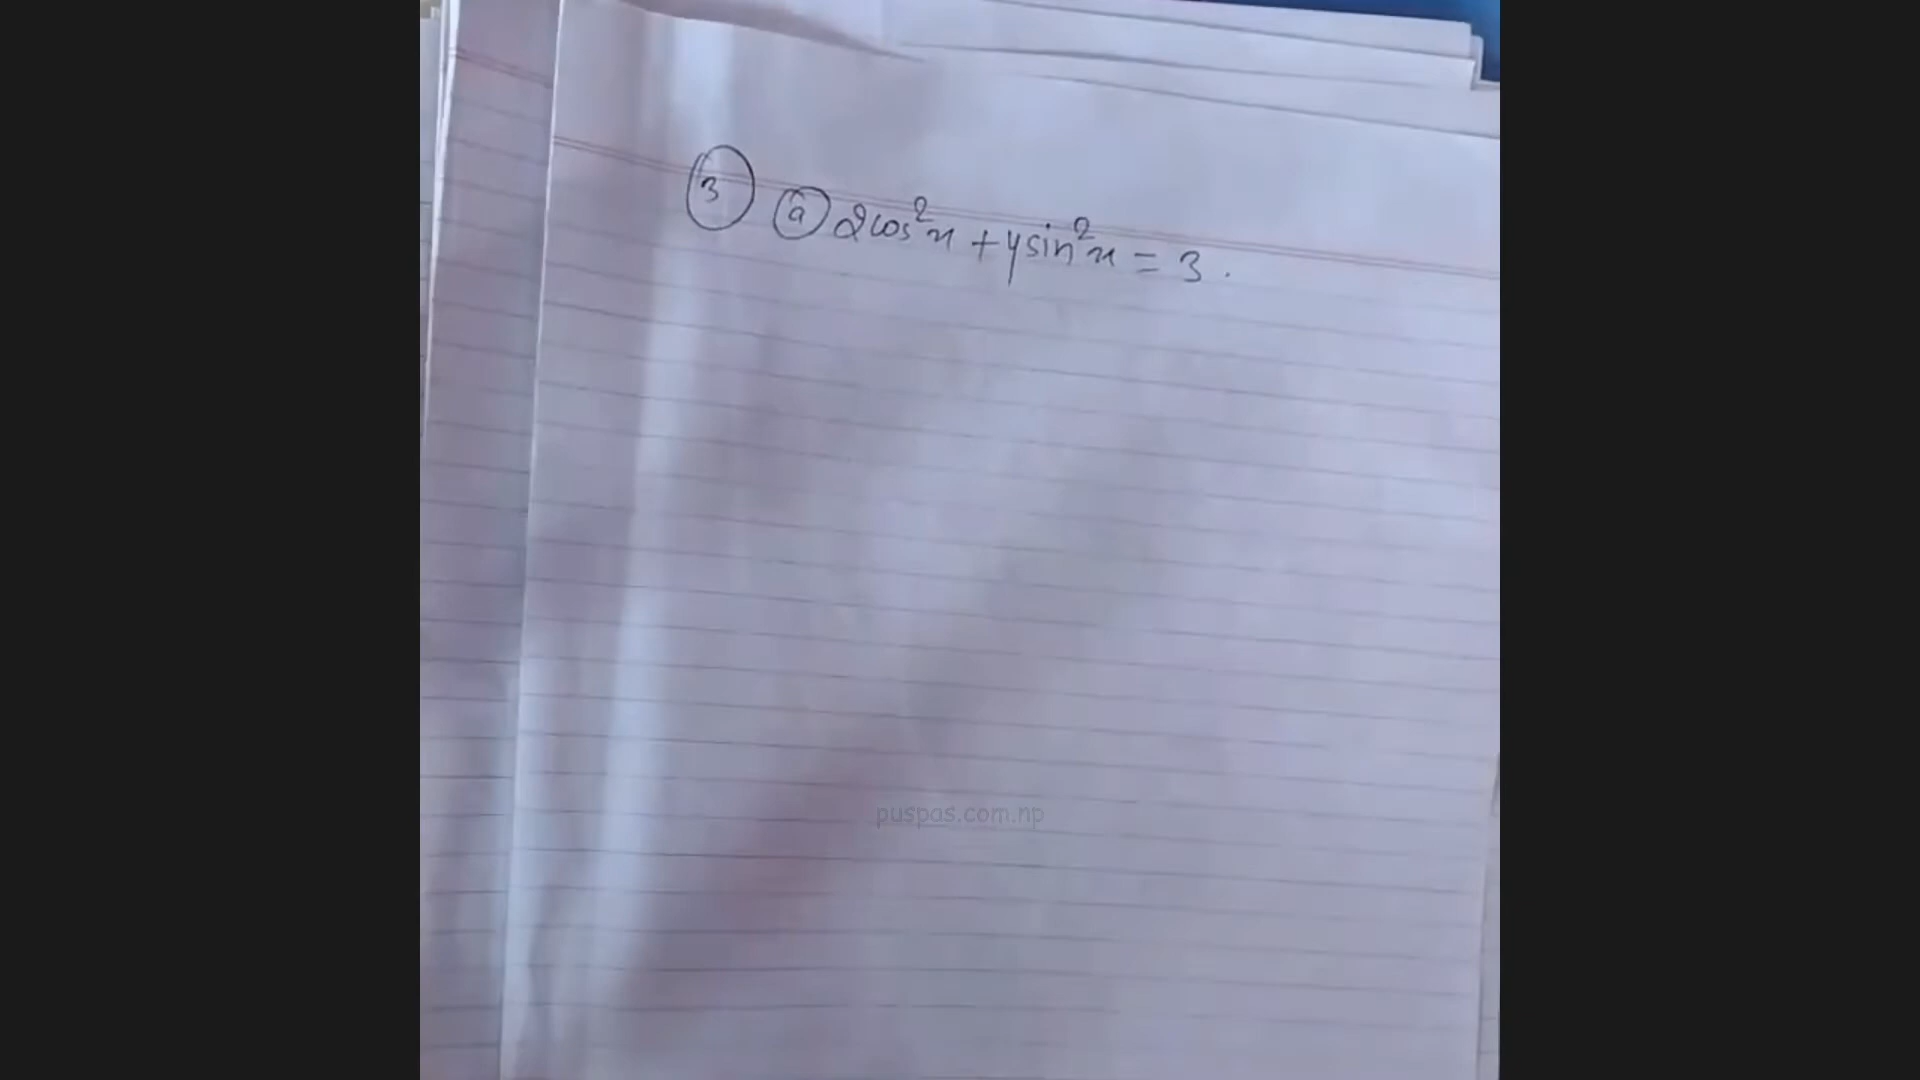 3 a 2cos²x + 4sin²x = 3.
puspas.com.np